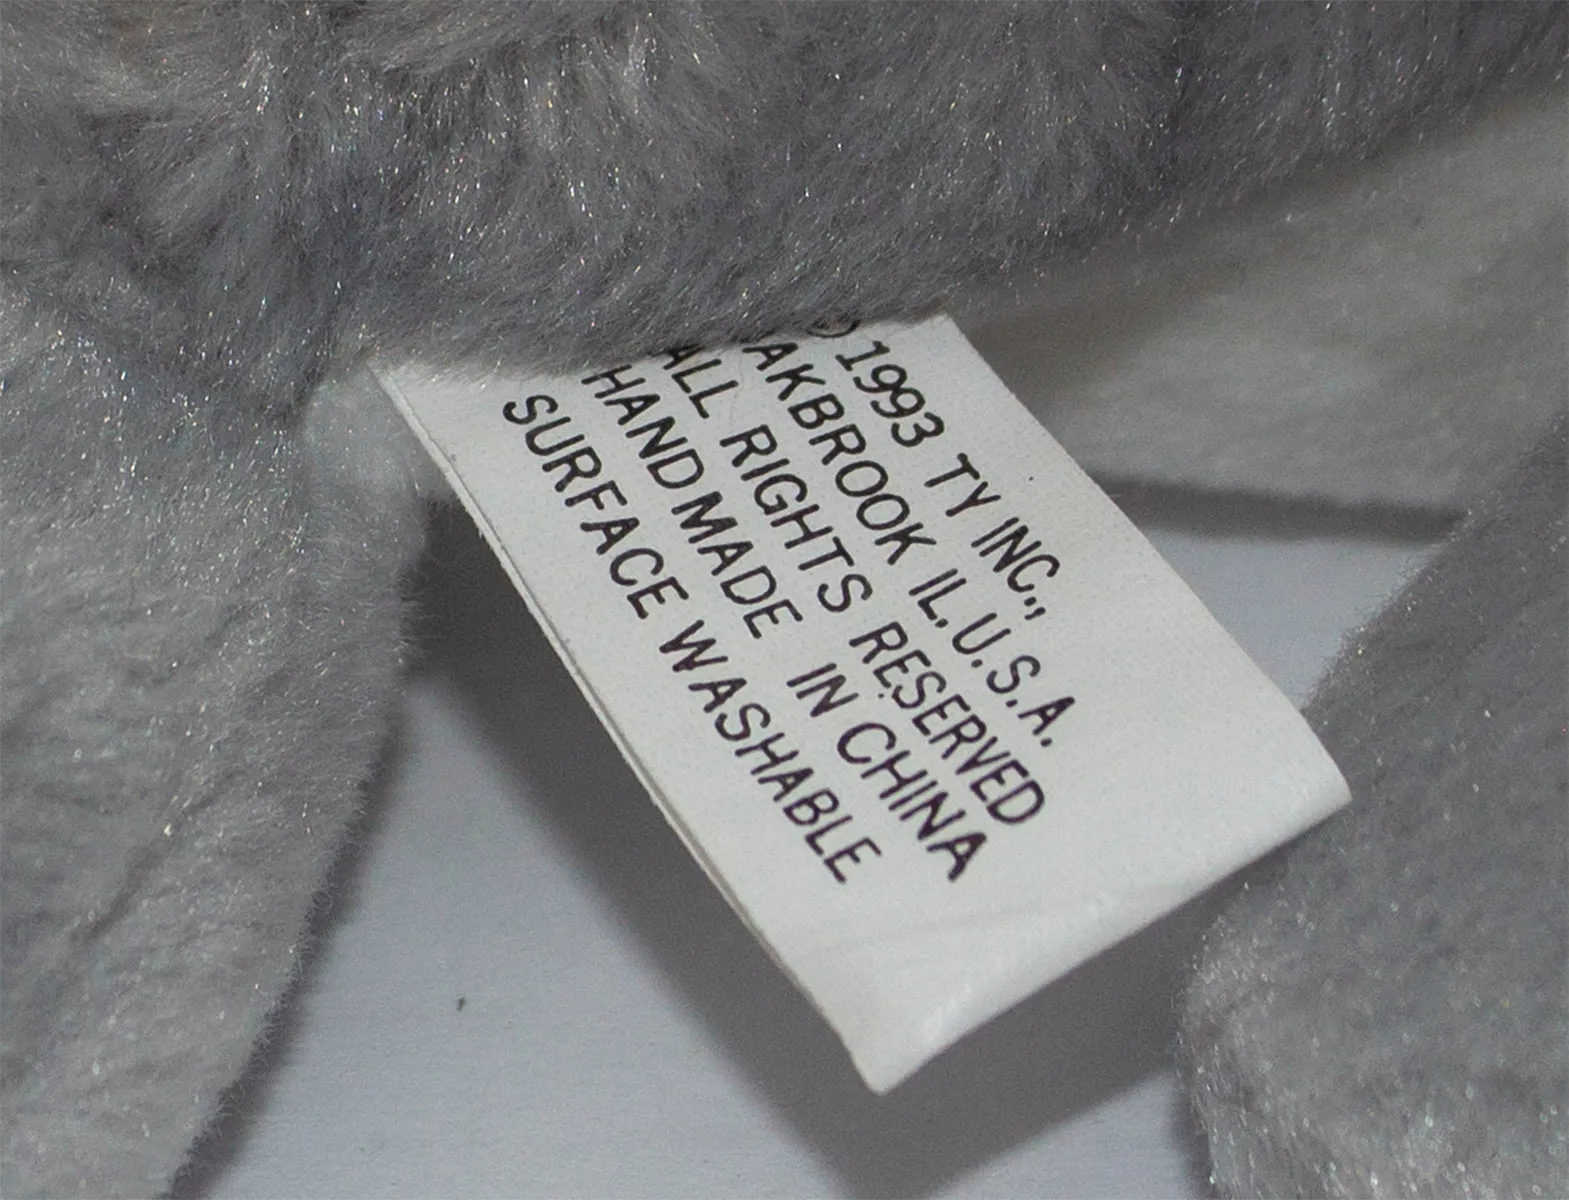 © 1993 TY INC.,
AKBROOK IL. U.S.A.
ALL RIGHTS RESERVED
HAND MADE IN CHINA
SURFACE WASHABLE